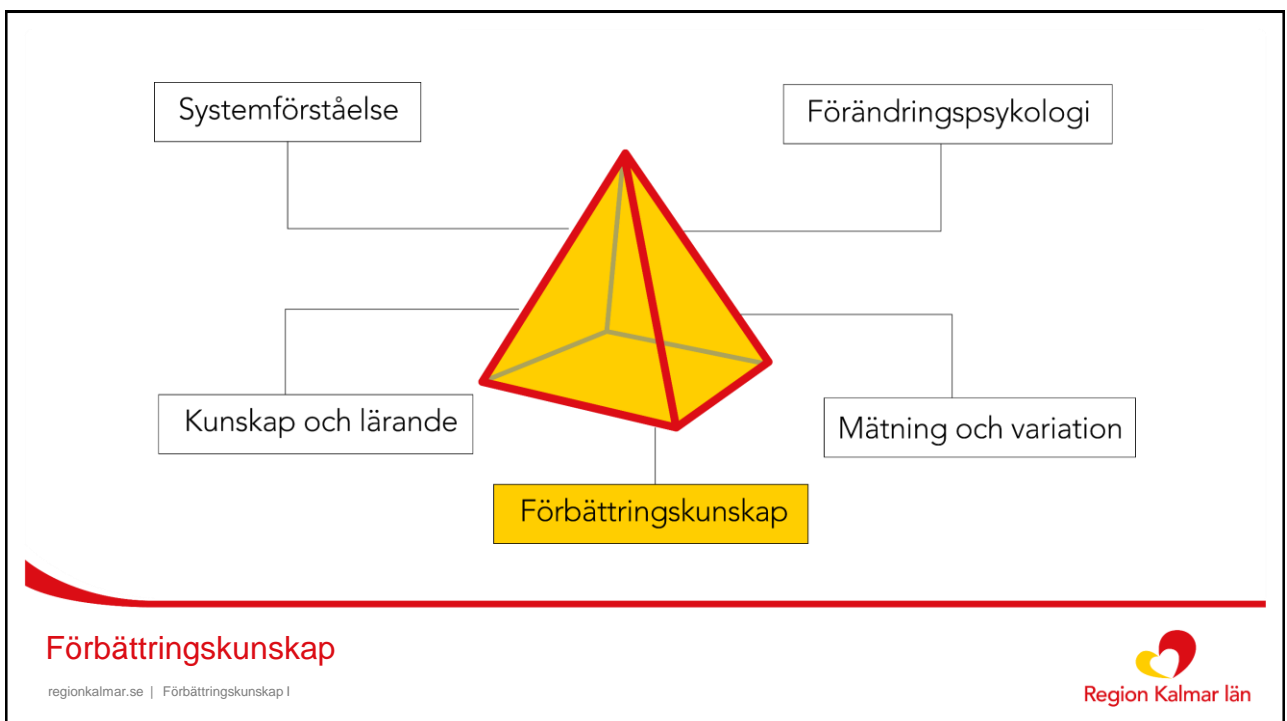 Systemförståelse
Förändringspsykologi
Kunskap och lärande
Mätning och variation
Förbättringskunskap
Förbättringskunskap
regionkalmar.se | Förbättringskunskap I
Region Kalmar län